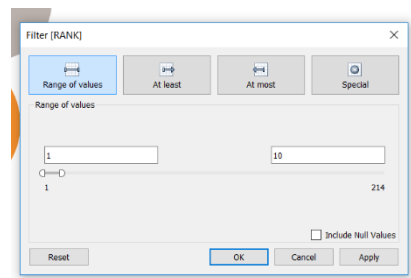 Filter [RANK]
Range of values At least At most Special
Range of values
1 10
1 214
Include Null Values
Reset OK Cancel Apply